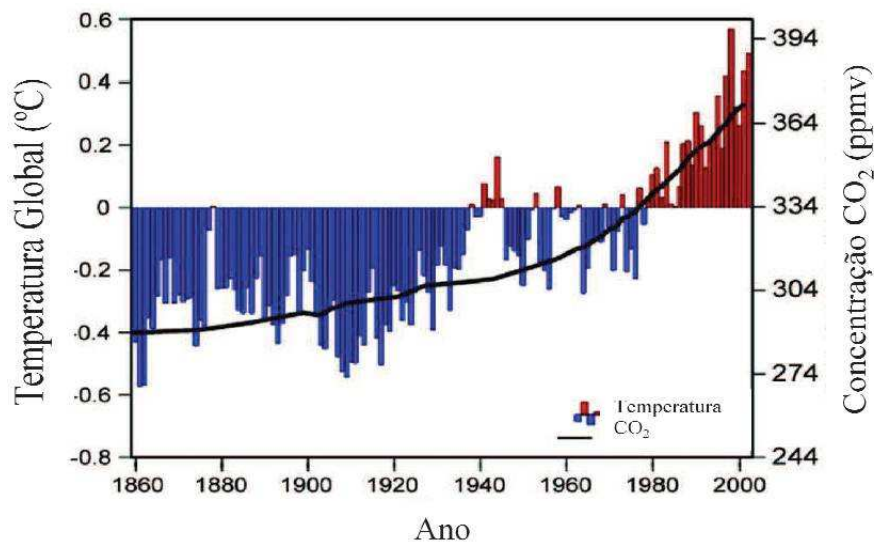 Temperatura Global (ºC)
0.6
0.4
0.2
0
-0.2
-0.4
-0.6
-0.8
394
364
334
304
274
244
Concentração CO₂ (ppmv)
Temperatura
CO₂
1860 1880 1900 1920 1940 1960 1980 2000
Ano